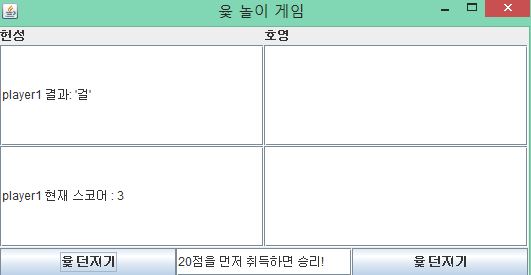 윷 놀이 게임
현성
호영
player1 결과: '걸'
player1 현재 스코어 : 3
윷 던지기
20점을 먼저 취득하면 승리!
윷 던지기